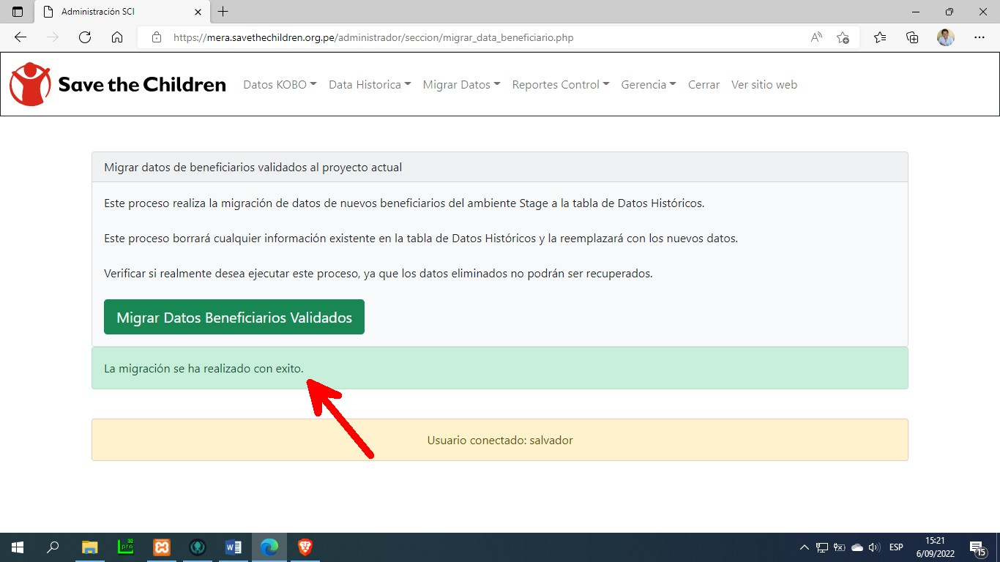 Administración SCI
https://mera.savethechildren.org.pe/administrador/seccion/migrar_data_beneficiario.php
Save the Children
Datos KOBO Data Historica Migrar Datos Reportes Control Gerencia Cerrar Ver sitio web
Migrar datos de beneficiarios validados al proyecto actual
Este proceso realiza la migración de datos de nuevos beneficiarios del ambiente Stage a la tabla de Datos Históricos.
Este proceso borrará cualquier información existente en la tabla de Datos Históricos y la reemplazará con los nuevos datos.
Verificar si realmente desea ejecutar este proceso, ya que los datos eliminados no podrán ser recuperados.
Migrar Datos Beneficiarios Validados
La migración se ha realizado con exito.
Usuario conectado: salvador
ESP
15:21
6/09/2022
15